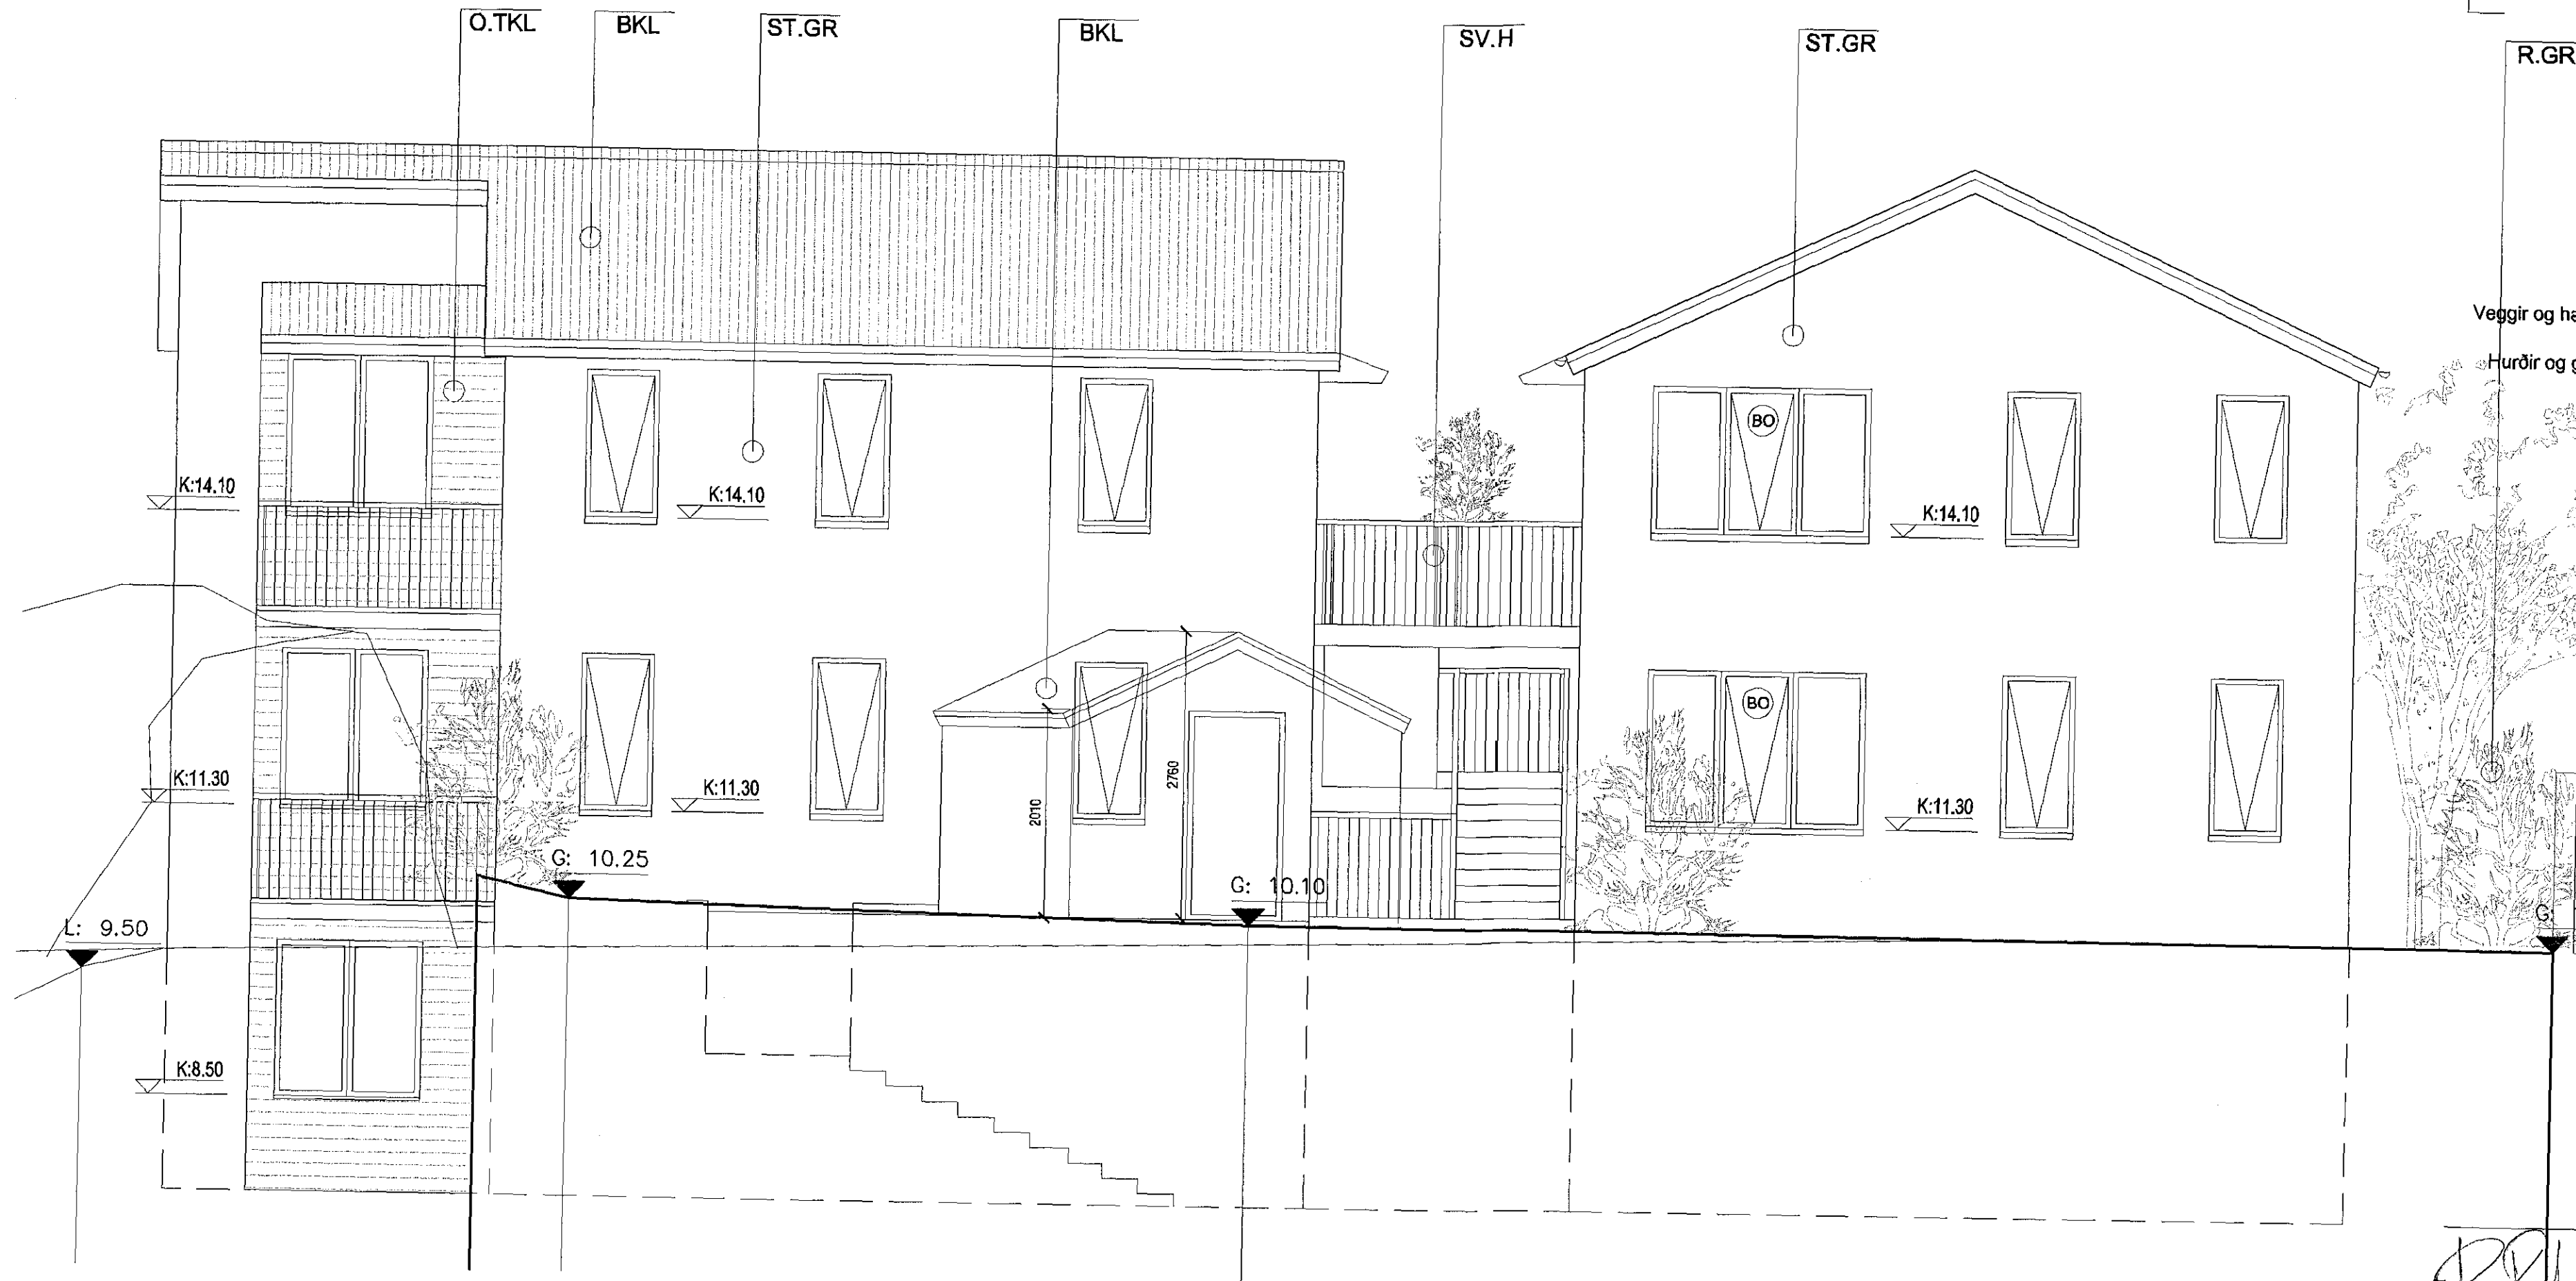 O.TKL
BKL
ST.GR
BKL
SV.H
ST.GR
R.GR
Veggir og
Hurðir og
BO
K:14.10
K:14.10
K:14.10
BO
K:11.30
K:11.30
K:11.30
2010
2760
G: 10.25
G: 10.10
G:
L: 9.50
K:8.50